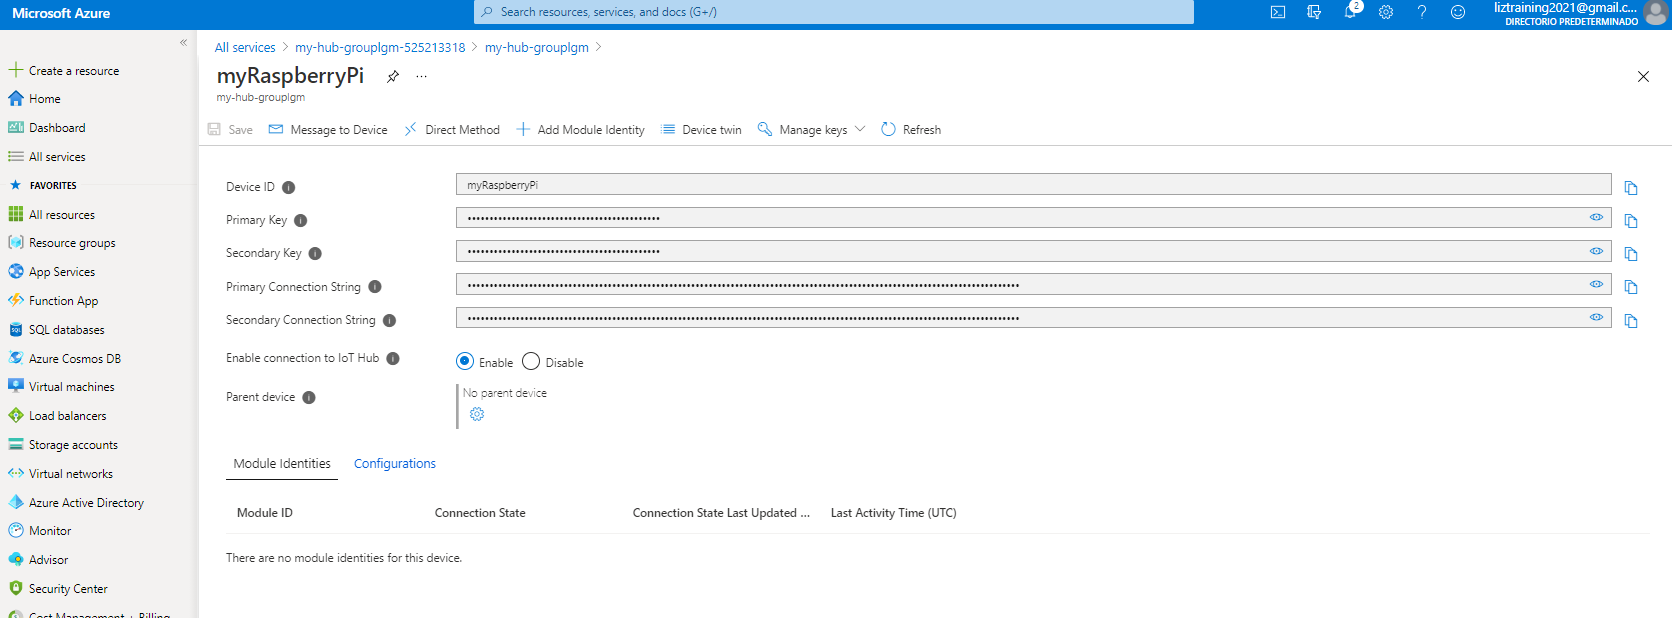 Microsoft Azure
Search resources, services, and docs (G+/)
2
liztraining2021@gmail.c...
DIRECTORIO PREDETERMINADO
«
Create a resource
Home
Dashboard
All services
FAVORITES
All resources
Resource groups
App Services
Function App
SQL databases
Azure Cosmos DB
Virtual machines
Load balancers
Storage accounts
Virtual networks
Azure Active Directory
Monitor
Advisor
Security Center
Cost Management + Billing
All services > my-hub-grouplgm-525213318 > my-hub-grouplgm >
myRaspberryPi ...
my-hub-grouplgm
Save Message to Device Direct Method Add Module Identity Device twin Manage keys Refresh
Device ID myRaspberryPi
Primary Key
Secondary Key
Primary Connection String
Secondary Connection String
Enable connection to IoT Hub Enable Disable
Parent device No parent device
Module Identities Configurations
Module ID Connection State Connection State Last Updated ... Last Activity Time (UTC)
There are no module identities for this device.